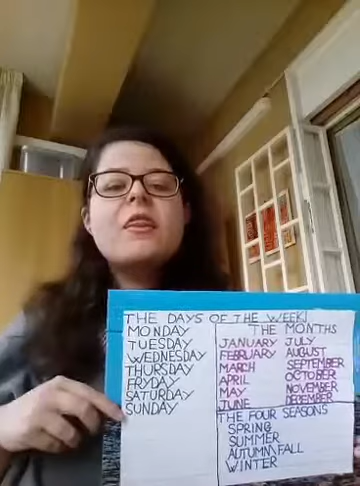 THE DAYS OF THE WEEK
MONDAY
TUESDAY
WEDNESDAY
THURSDAY
FRYDAY
SATURDAY
SUNDAY
THE MONTHS
JANUARY JULY
FEBRUARY AUGUST
MARCH SEPTEMBER
APRIL OCTOBER
MAY NOVEMBER
JUNE DECEMBER
THE FOUR SEASONS
SPRING
SUMMER
AUTUMN/FALL
WINTER